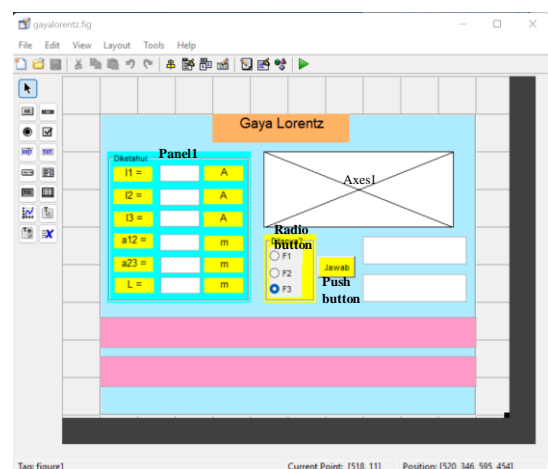 gayalorentz.fig
File Edit View Layout Tools Help
Gaya Lorentz
Diketahui: Panel1
I1 = A
I2 = A
I3 = A
a12 = m
a23 = m
L = m
Axes1
Radio
button
F1
F2
F3
Jawab
Push
button
Tag: figure1 Current Point: [518, 11] Position: [520, 346, 595, 454]